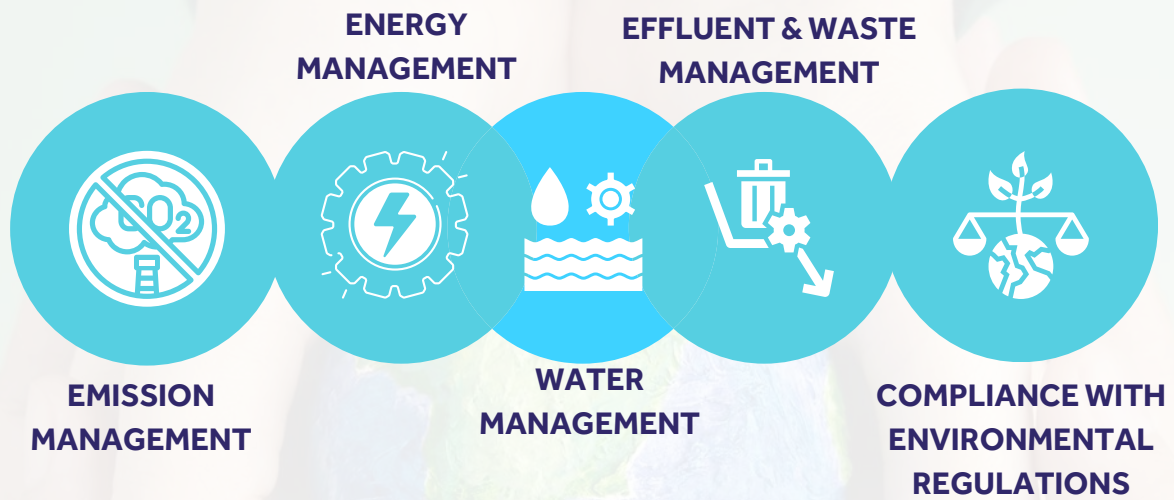 ENERGY
MANAGEMENT
EFFLUENT & WASTE
MANAGEMENT
CO2
EMISSION
MANAGEMENT
WATER
MANAGEMENT
COMPLIANCE WITH
ENVIRONMENTAL
REGULATIONS